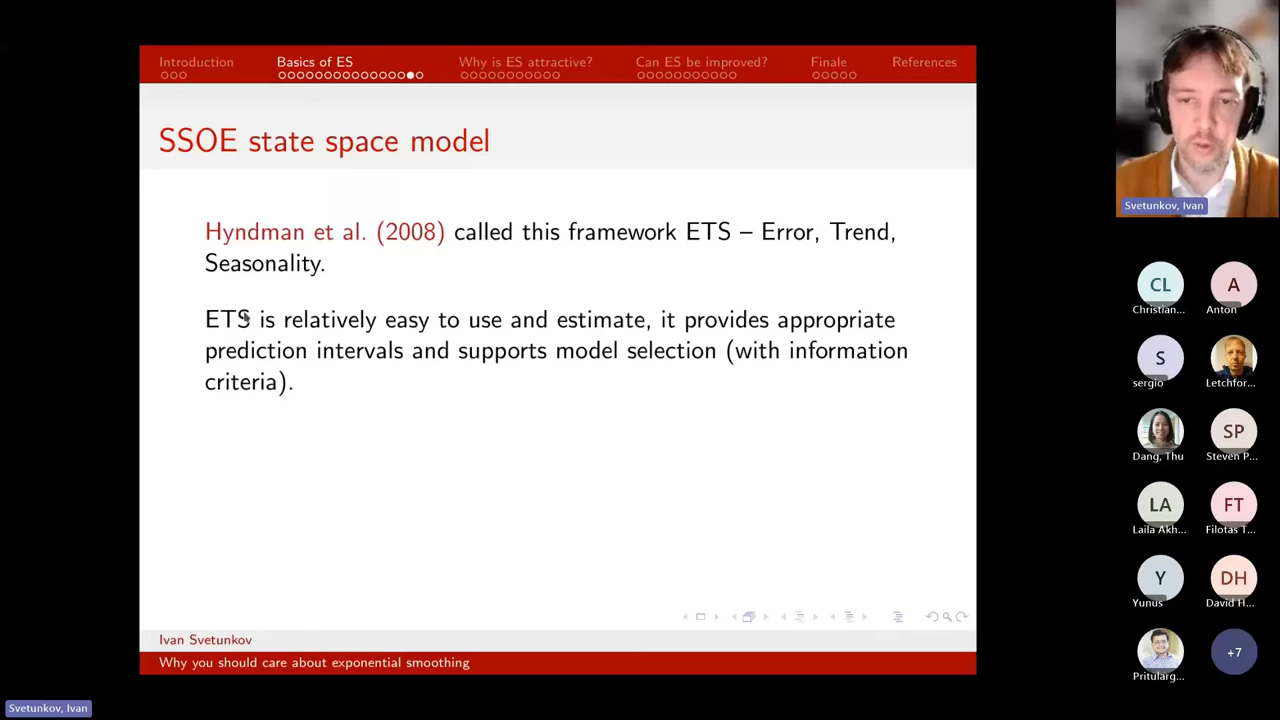 Introduction
Basics of ES
Why is ES attractive?
Can ES be improved?
Finale
References
SSOE state space model
Hyndman et al. (2008) called this framework ETS – Error, Trend,
Seasonality.
ETS is relatively easy to use and estimate, it provides appropriate
prediction intervals and supports model selection (with information
criteria).
Ivan Svetunkov
Why you should care about exponential smoothing
Svetunkov, Ivan
CL
Christian...
A
Anton
S
sergio
Letchfor...
Dang, Thu
SP
Steven P...
LA
Laila Akh...
FT
Filotas T...
Y
Yunus
DH
David H...
Pritularg...
+7
Svetunkov, Ivan